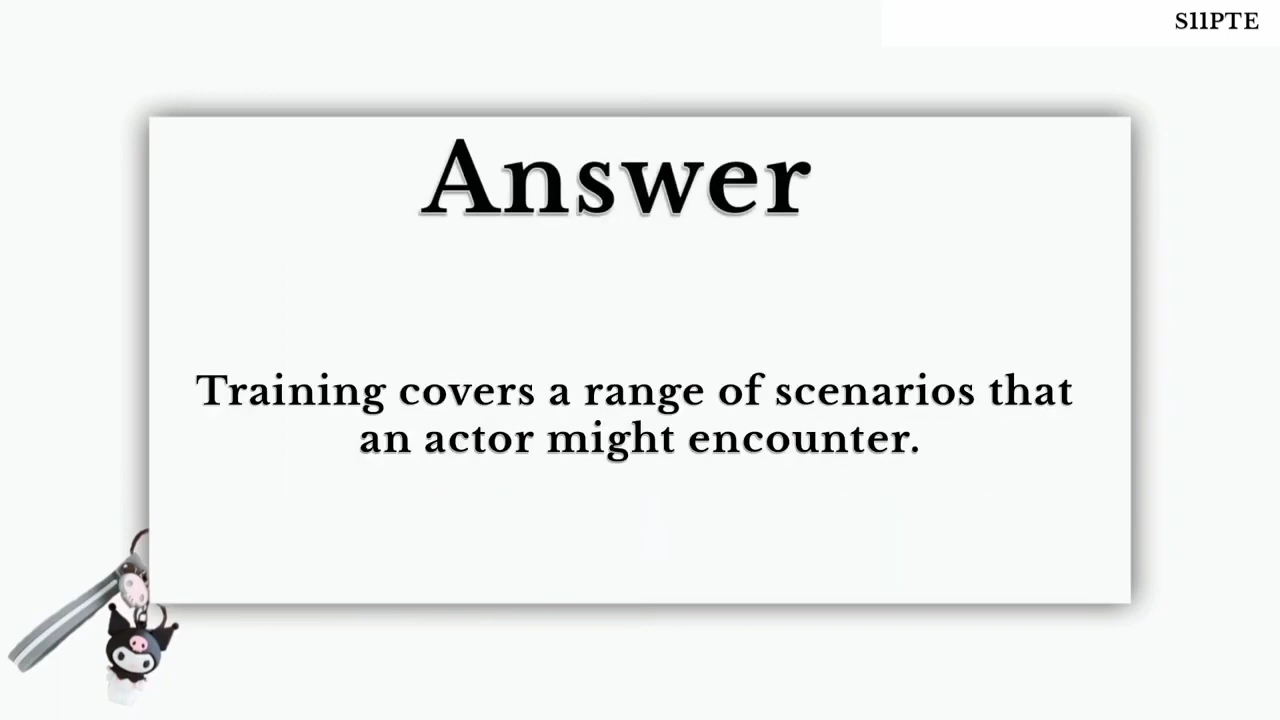 S11PTE
Answer
Training covers a range of scenarios that
an actor might encounter.